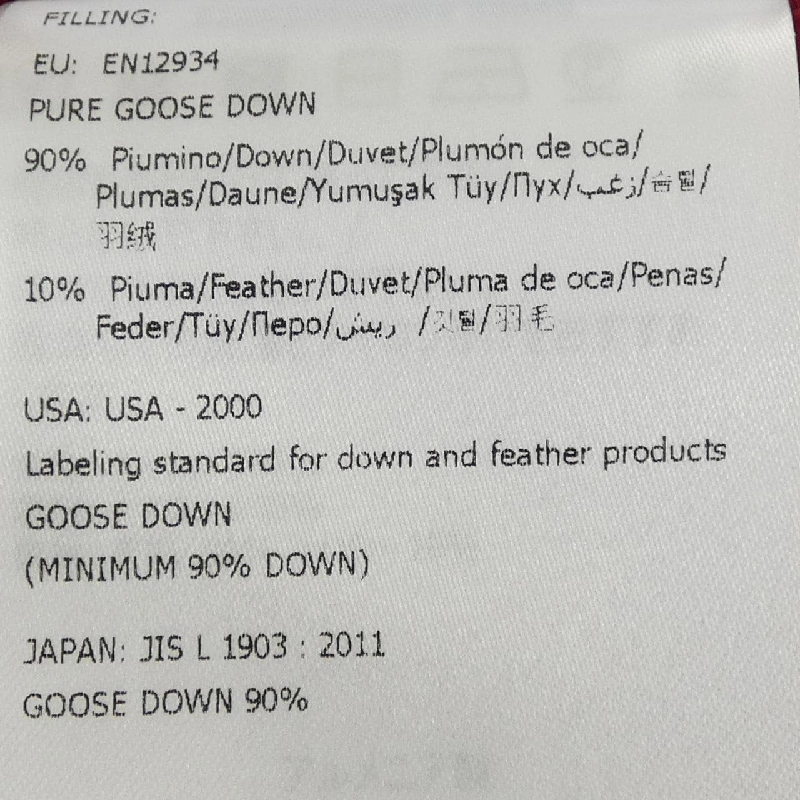 FILLING:
EU: EN12934
PURE GOOSE DOWN
90% Piumino/Down/Duvet/Plumón de oca/
Plumas/Daune/Yumuşak Tüy/Пух/زغب/솜털/
羽绒
10% Piuma/Feather/Duvet/Pluma de oca/Penas/
Feder/Tüy/Перо/ريش /깃털/羽毛
USA: USA - 2000
Labeling standard for down and feather products
GOOSE DOWN
(MINIMUM 90% DOWN)
JAPAN: JIS L 1903 : 2011
GOOSE DOWN 90%